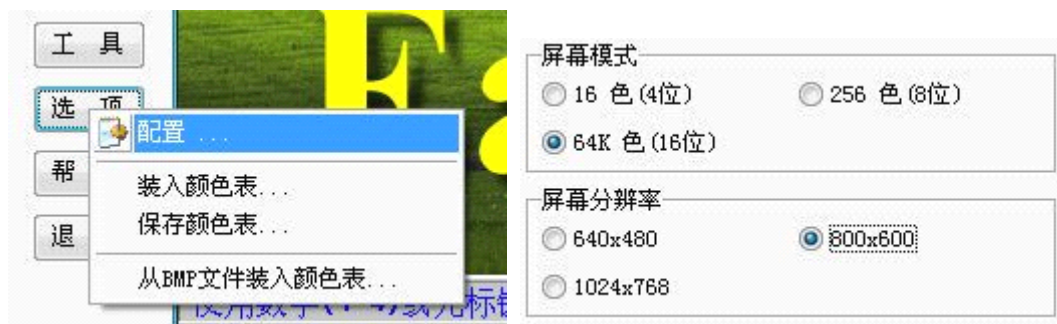 工 具
选 项
配置 ...
帮
装入颜色表...
保存颜色表...
退
从BMP文件装入颜色表...
屏幕模式
16 色(4位)
256 色(8位)
64K 色(16位)
屏幕分辨率
640x480
800x600
1024x768